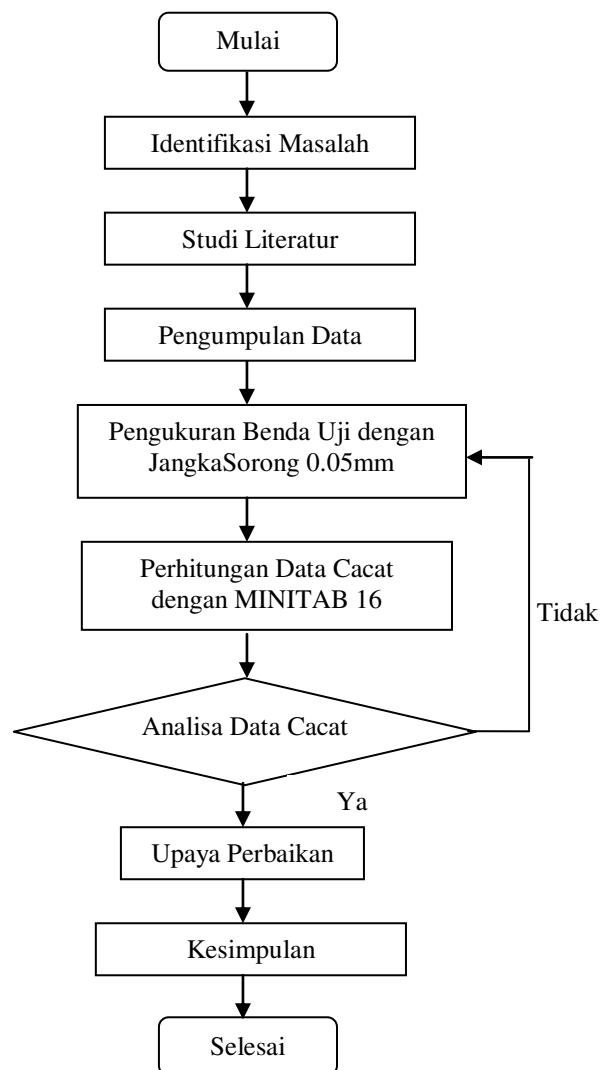 Mulai
Identifikasi Masalah
Studi Literatur
Pengumpulan Data
Pengukuran Benda Uji dengan
JangkaSorong 0.05mm
Perhitungan Data Cacat
dengan MINITAB 16
Tidak
Analisa Data Cacat
Ya
Upaya Perbaikan
Kesimpulan
Selesai